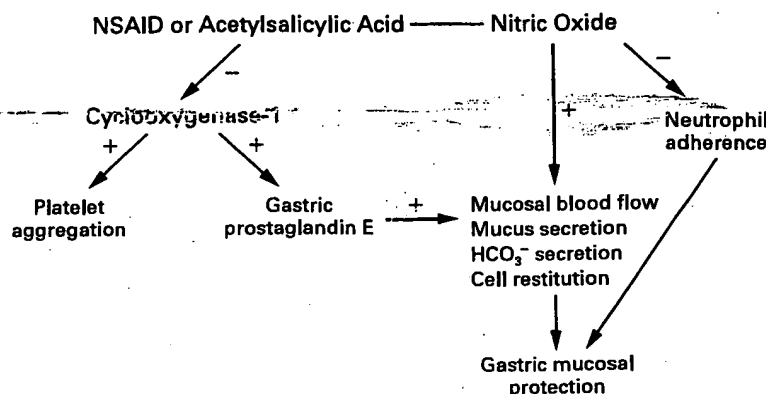 NSAID or Acetylsalicylic Acid — Nitric Oxide
−
−
+
Cyclooxygenase-1
Neutrophil
adherence
+
+
Platelet
aggregation
Gastric
prostaglandin E
+
Mucosal blood flow
Mucus secretion
HCO₃⁻ secretion
Cell restitution
Gastric mucosal
protection